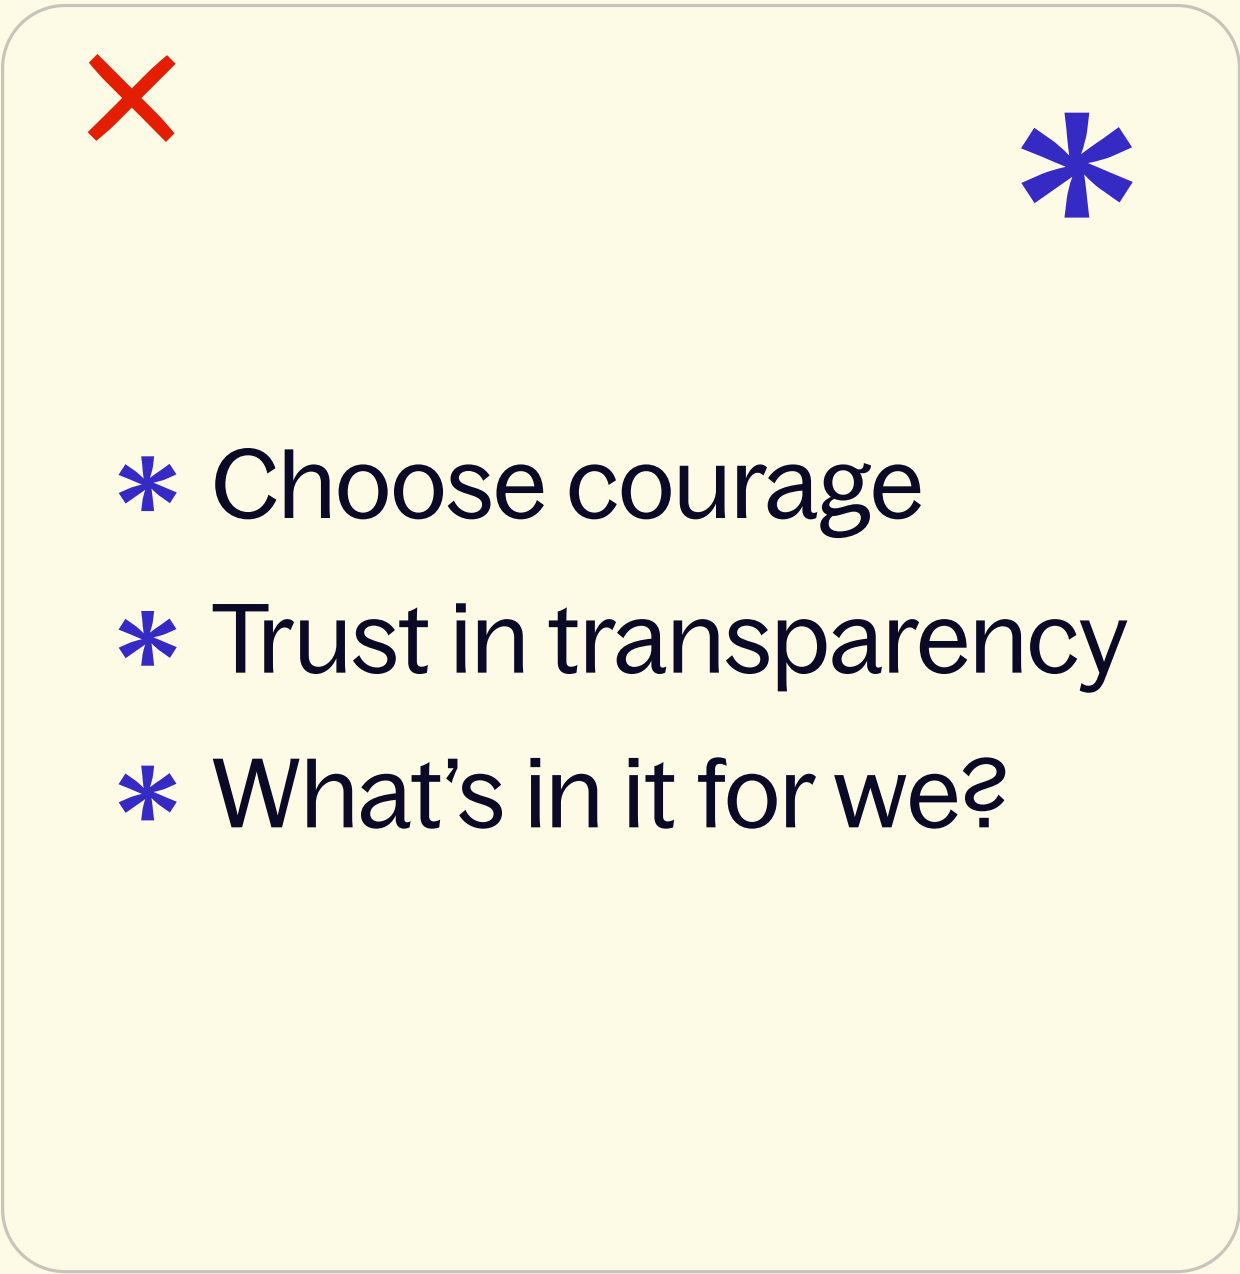 *
* Choose courage
* Trust in transparency
* What’s in it for we?